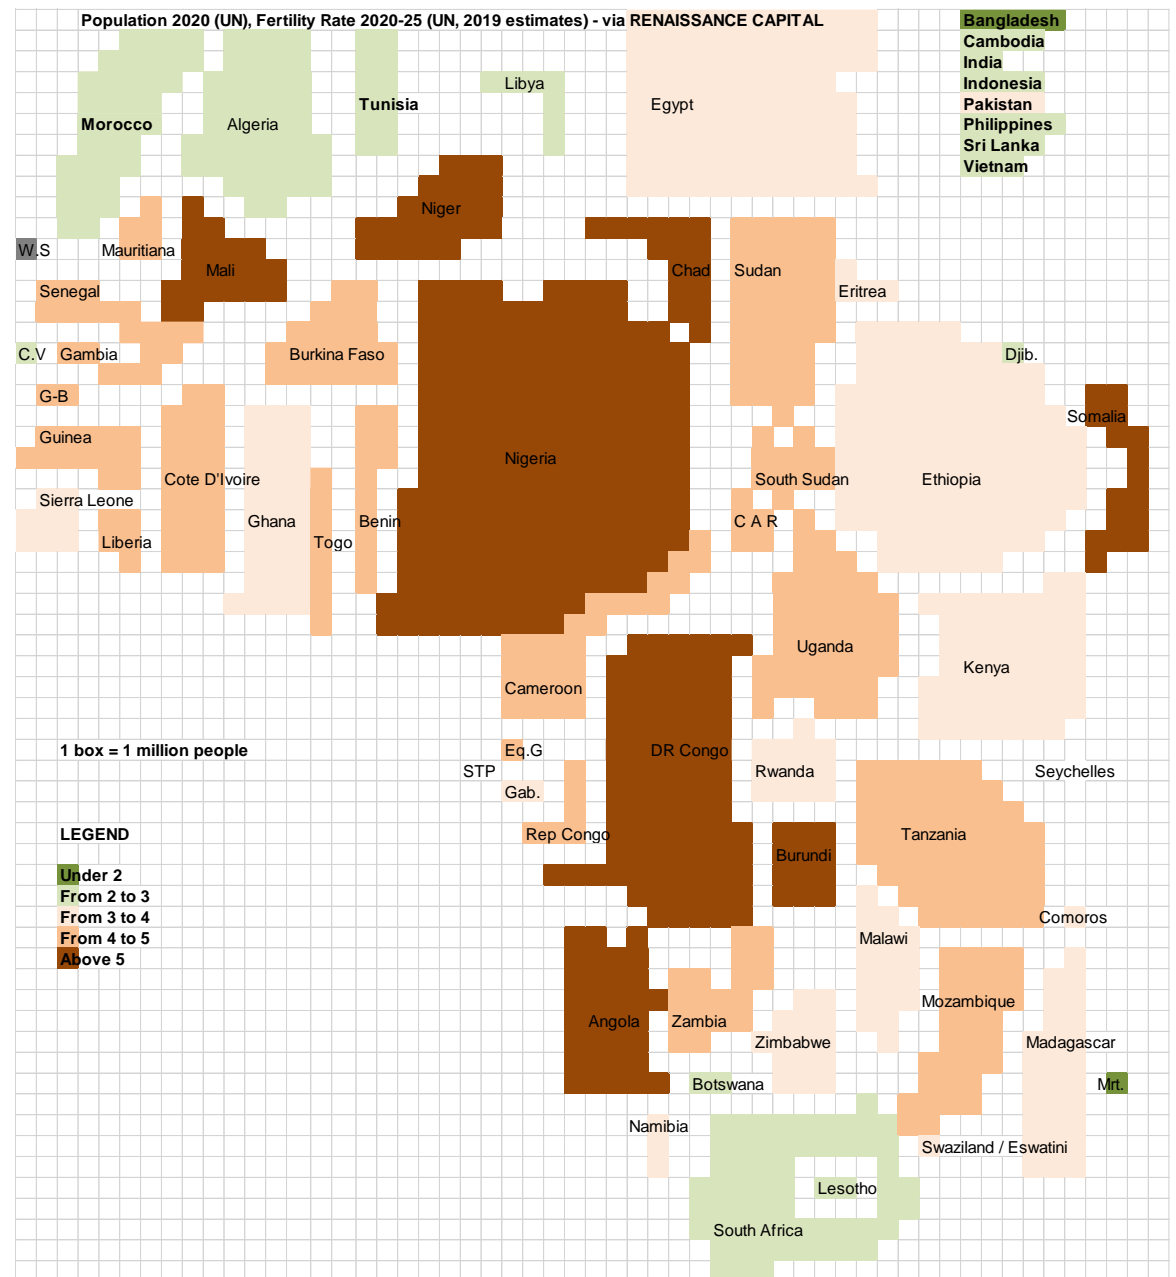 Population 2020 (UN), Fertility Rate 2020-25 (UN, 2019 estimates) - via RENAISSANCE CAPITAL
Bangladesh
Cambodia
India
Indonesia
Pakistan
Philippines
Sri Lanka
Vietnam
Libya
Tunisia
Egypt
Morocco
Algeria
Niger
W.S
Mauritiana
Mali
Chad
Sudan
Senegal
Eritrea
C.V
Gambia
Burkina Faso
Djib.
G-B
Somalia
Guinea
Nigeria
Cote D'Ivoire
South Sudan
Ethiopia
Sierra Leone
Ghana
Benin
C A R
Liberia
Togo
Uganda
Kenya
Cameroon
1 box = 1 million people
Eq.G
DR Congo
STP
Rwanda
Seychelles
Gab.
LEGEND
Rep Congo
Tanzania
Burundi
Under 2
From 2 to 3
From 3 to 4
Comoros
From 4 to 5
Malawi
Above 5
Mozambique
Angola
Zambia
Zimbabwe
Madagascar
Botswana
Mrt.
Namibia
Swaziland / Eswatini
Lesotho
South Africa